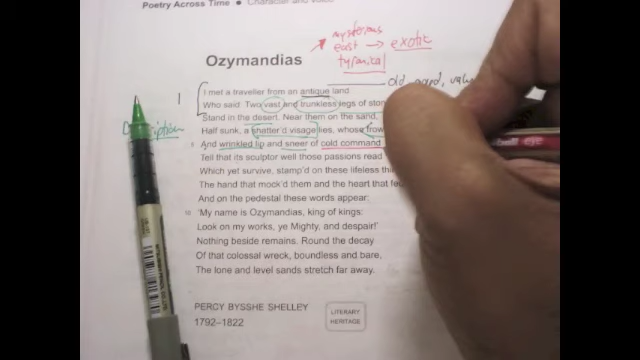 Poetry Across Time • Character and voice
mysterious
east → exotic
tyranical
Ozymandias
old, aged, valu
I met a traveller from an antique land
1
Who said: Two vast and trunkless legs of ston
Stand in the desert. Near them on the sand,
Description
Half sunk, a shatter'd visage lies, whose frow
5 And wrinkled lip and sneer of cold command
Tell that its sculptor well those passions read
Which yet survive, stamp'd on these lifeless thi
The hand that mock'd them and the heart that fed
And on the pedestal these words appear:
10 'My name is Ozymandias, king of kings:
Look on my works, ye Mighty, and despair!'
Nothing beside remains. Round the decay
Of that colossal wreck, boundless and bare,
The lone and level sands stretch far away.
PERCY BYSSHE SHELLEY
1792–1822
LITERARY
HERITAGE